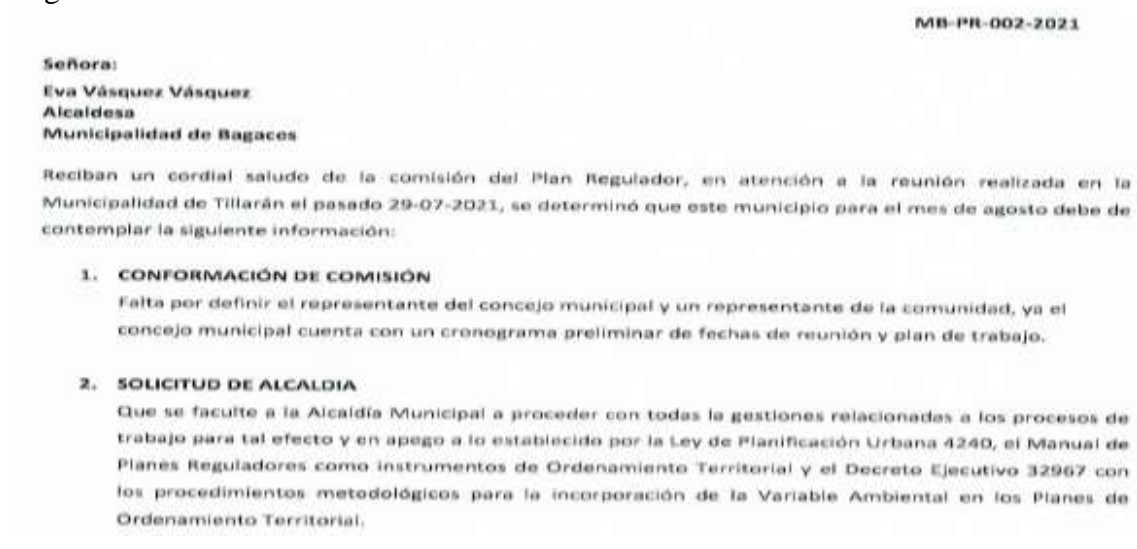 MB-PR-002-2021
Señora:
Eva Vásquez Vásquez
Alcaldesa
Municipalidad de Bagaces
Reciban un cordial saludo de la comisión del Plan Regulador, en atención a la reunión realizada en la
Municipalidad de Tilarán el pasado 29-07-2021, se determinó que este municipio para el mes de agosto debe de
contemplar la siguiente información:
1. CONFORMACIÓN DE COMISIÓN
Falta por definir el representante del concejo municipal y un representante de la comunidad, ya el
concejo municipal cuenta con un cronograma preliminar de fechas de reunión y plan de trabajo.
2. SOLICITUD DE ALCALDIA
Que se faculte a la Alcaldía Municipal a proceder con todas la gestiones relacionadas a los procesos de
trabajo para tal efecto y en apego a lo establecido por la Ley de Planificación Urbana 4240, el Manual de
Planes Reguladores como instrumentos de Ordenamiento Territorial y el Decreto Ejecutivo 32967 con
los procedimientos metodológicos para la incorporación de la Variable Ambiental en los Planes de
Ordenamiento Territorial.